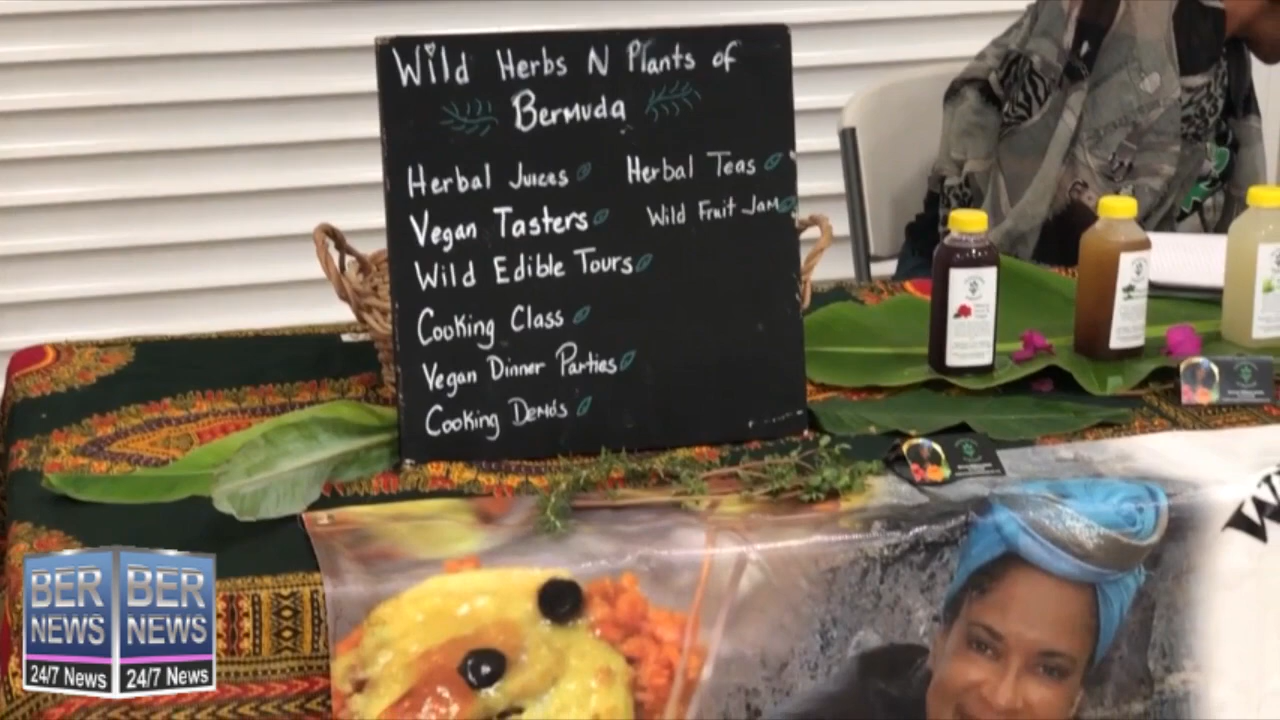 Wild Herbs N Plants of
Bermuda
Herbal Juices
Herbal Teas
Vegan Tasters
Wild Fruit Jam
Wild Edible Tours
Cooking Class
Vegan Dinner Parties
Cooking Demos
BER BER
NEWS NEWS
24/7 News 24/7 News